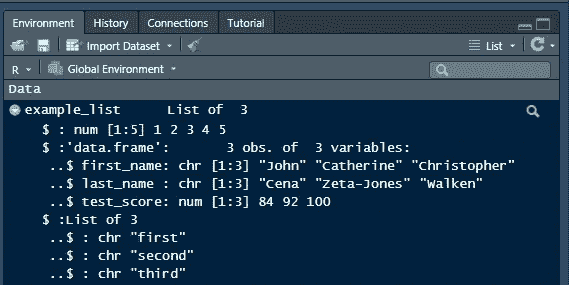 Environment History Connections Tutorial
Import Dataset List
R Global Environment
Data
example_list List of 3
$ : num [1:5] 1 2 3 4 5
$ :'data.frame': 3 obs. of 3 variables:
..$ first_name: chr [1:3] "John" "Catherine" "Christopher"
..$ last_name : chr [1:3] "Cena" "Zeta-Jones" "Walken"
..$ test_score: num [1:3] 84 92 100
$ :List of 3
..$ : chr "first"
..$ : chr "second"
..$ : chr "third"